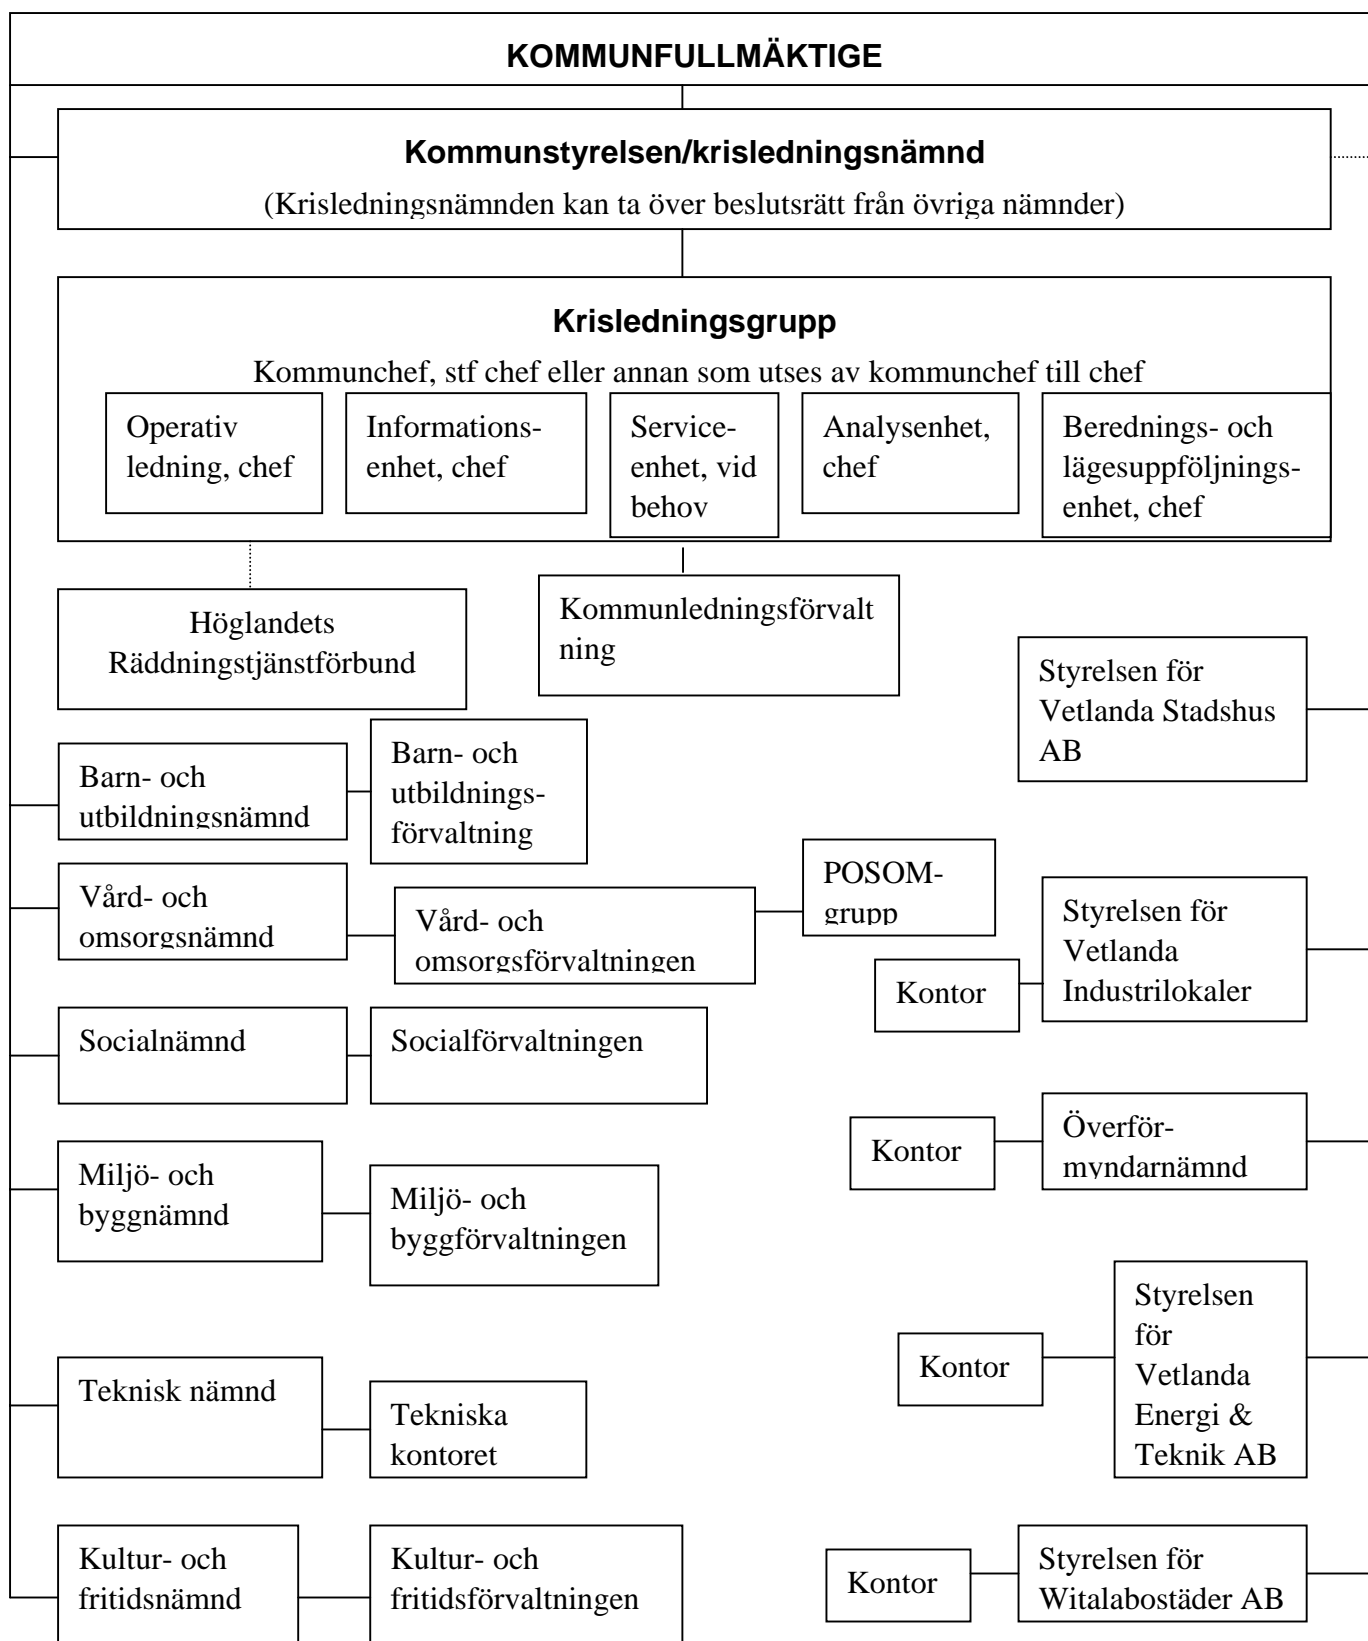 KOMMUNFULLMÄKTIGE
Kommunstyrelsen/krisledningsnämnd
(Krisledningsnämnden kan ta över beslutsrätt från övriga nämnder)
Krisledningsgrupp
Kommunchef, stf chef eller annan som utses av kommunchef till chef
Operativ
ledning, chef
Informations-
enhet, chef
Service-
enhet, vid
behov
Analysenhet,
chef
Berednings- och
lägesuppföljnings-
enhet, chef
Höglandets
Räddningstjänstförbund
Kommunledningsförvalt
ning
Styrelsen för
Vetlanda Stadshus
AB
Barn- och
utbildningsnämnd
Barn- och
utbildnings-
förvaltning
Vård- och
omsorgsnämnd
Vård- och
omsorgsförvaltningen
POSOM-
grupp
Kontor
Styrelsen för
Vetlanda
Industrilokaler
Socialnämnd
Socialförvaltningen
Kontor
Överför-
myndarnämnd
Miljö- och
byggnämnd
Miljö- och
byggförvaltningen
Kontor
Styrelsen
för
Vetlanda
Energi &
Teknik AB
Teknisk nämnd
Tekniska
kontoret
Kultur- och
fritidsnämnd
Kultur- och
fritidsförvaltningen
Kontor
Styrelsen för
Witalabostäder AB